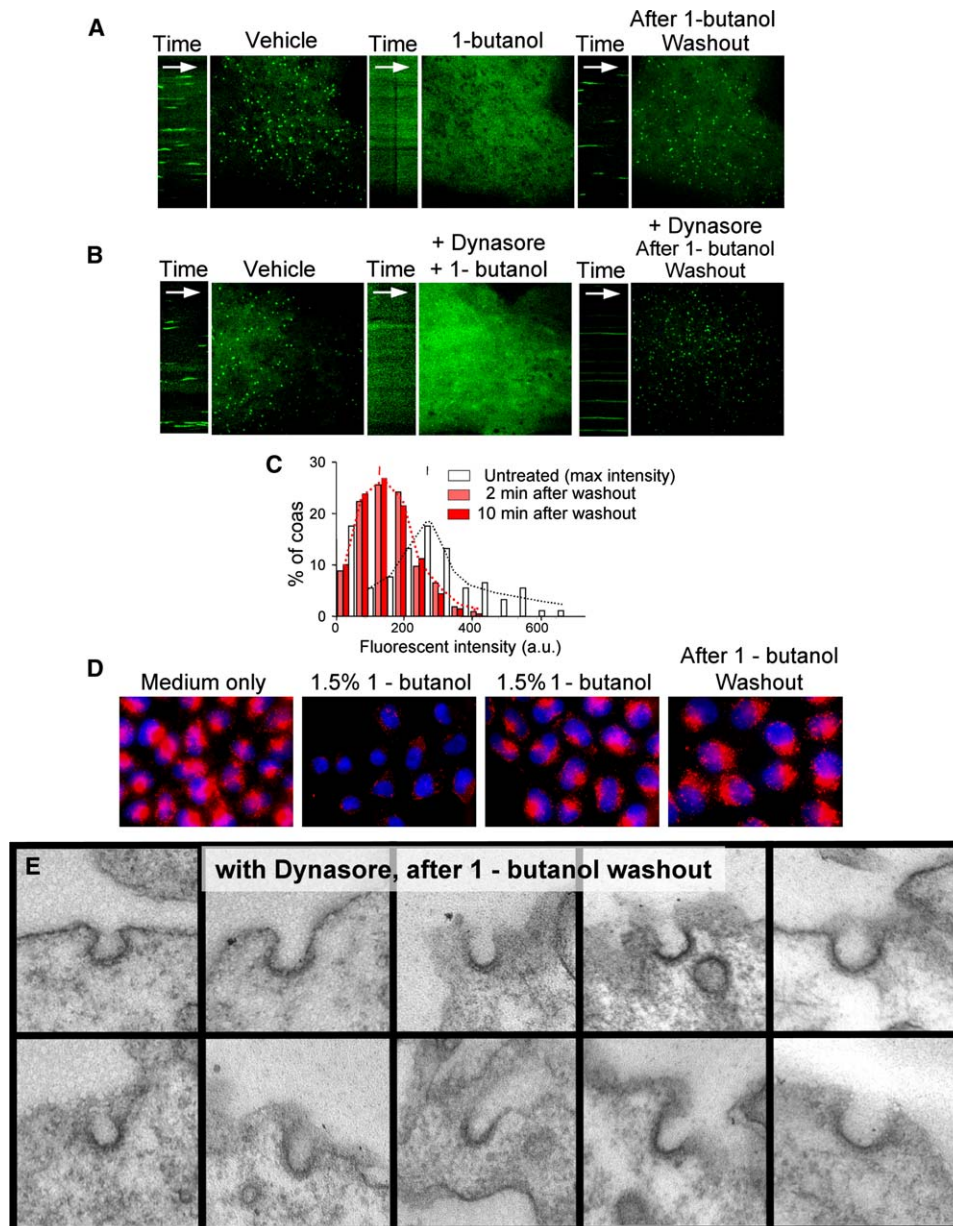 A
Time
Vehicle
Time
1-butanol
Time
After 1-butanol
Washout
B
Time
Vehicle
Time
+ Dynasore
+ 1- butanol
Time
+ Dynasore
After 1- butanol
Washout
C
30
20
10
0
% of coas
0
200
400
600
Fluorescent intensity (a.u.)
Untreated (max intensity)
2 min after washout
10 min after washout
D
Medium only
1.5% 1 - butanol
1.5% 1 - butanol
After 1 - butanol
Washout
E
with Dynasore, after 1 - butanol washout